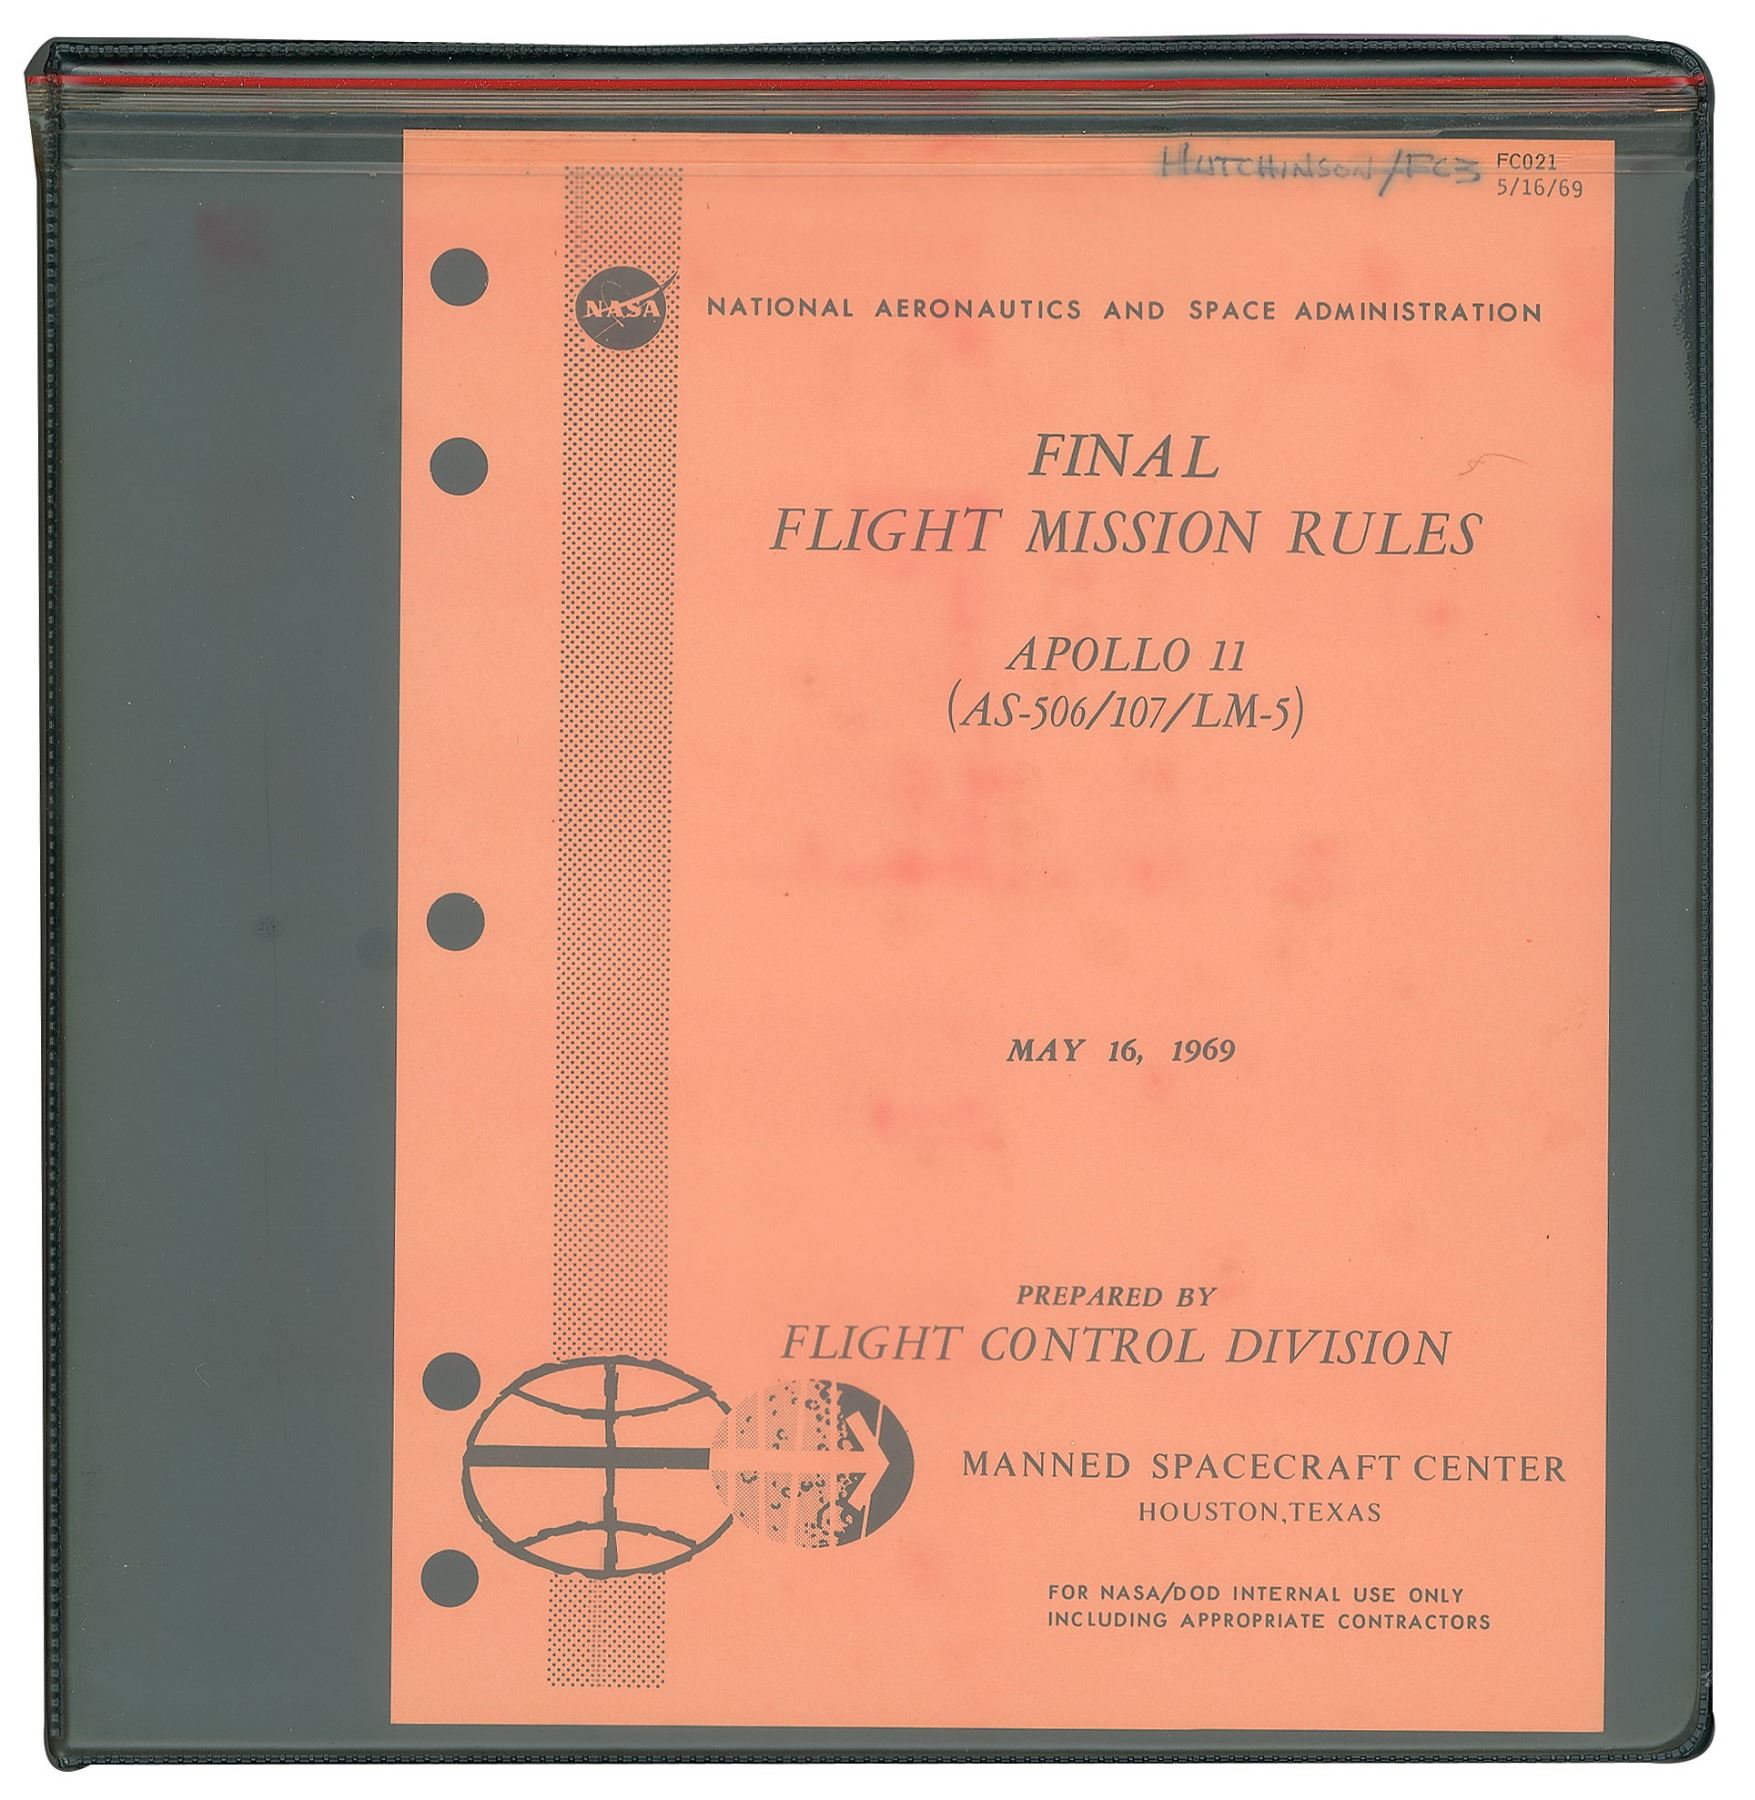 HUTCHINSON/FC3
FC021
5/16/69
NASA
NATIONAL AERONAUTICS AND SPACE ADMINISTRATION
FINAL
FLIGHT MISSION RULES
APOLLO 11
(AS-506/107/LM-5)
MAY 16, 1969
PREPARED BY
FLIGHT CONTROL DIVISION
MANNED SPACECRAFT CENTER
HOUSTON,TEXAS
FOR NASA/DOD INTERNAL USE ONLY
INCLUDING APPROPRIATE CONTRACTORS